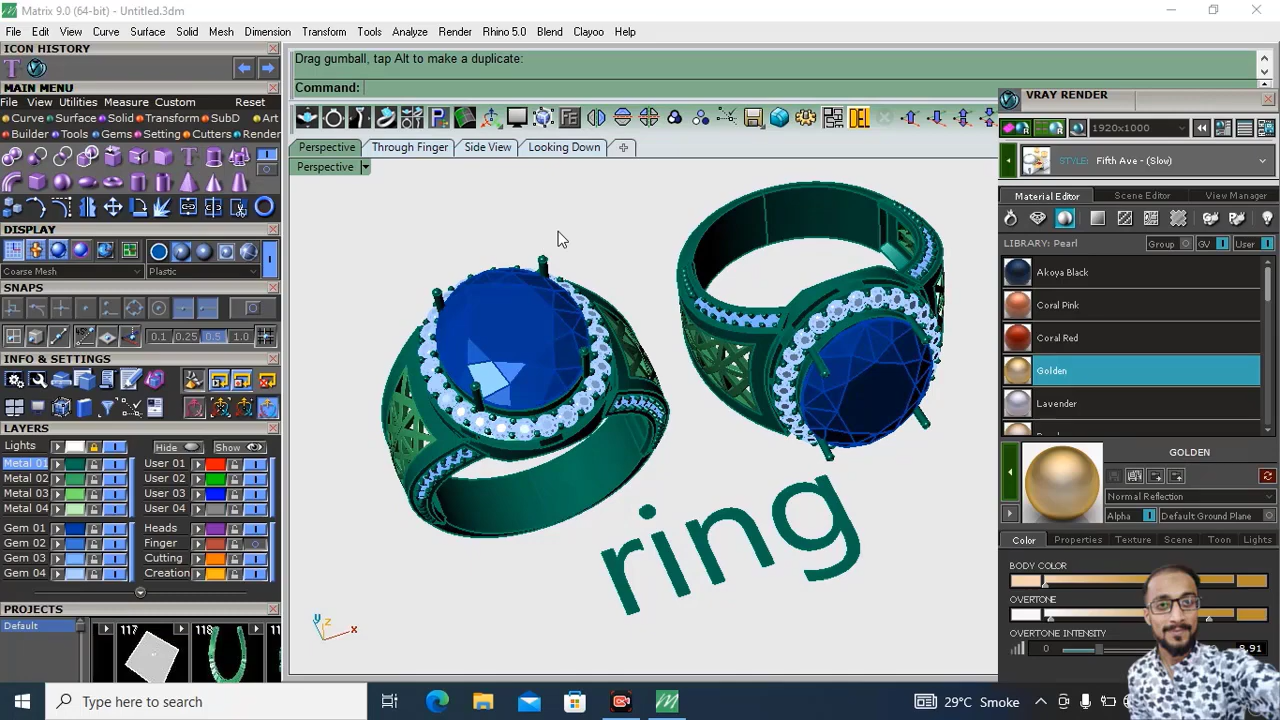 Matrix 9.0 (64-bit) - Untitled.3dm
File Edit View Curve Surface Solid Mesh Dimension Transform Tools Analyze Render Rhino 5.0 Blend Clayoo Help
ICON HISTORY
MAIN MENU
File View Utilities Measure Custom Reset
Curve Surface Solid Transform SubD Art
Builder Tools Gems Setting Cutters Render
DISPLAY
Coarse Mesh Plastic
SNAPS
0.1 0.25 0.5 1.0
INFO & SETTINGS
LAYERS
Lights Hide Show
Metal 01 User 01
Metal 02 User 02
Metal 03 User 03
Metal 04 User 04
Gem 01 Heads
Gem 02 Finger
Gem 03 Cutting
Gem 04 Creation
PROJECTS
Default
117 118
Drag gumball, tap Alt to make a duplicate:
Command:
DEL
Perspective Through Finger Side View Looking Down
Perspective
ring
y z x
VRAY RENDER
1920x1000
STYLE: Fifth Ave - (Slow)
Material Editor Scene Editor View Manager
LIBRARY: Pearl Group GV User
Akoya Black
Coral Pink
Coral Red
Golden
Lavender
GOLDEN
Normal Reflection
Alpha Default Ground Plane
Color Properties Texture Scene Toon Lights
BODY COLOR
OVERTONE
OVERTONE INTENSITY
0 8.91
Type here to search
29°C Smoke